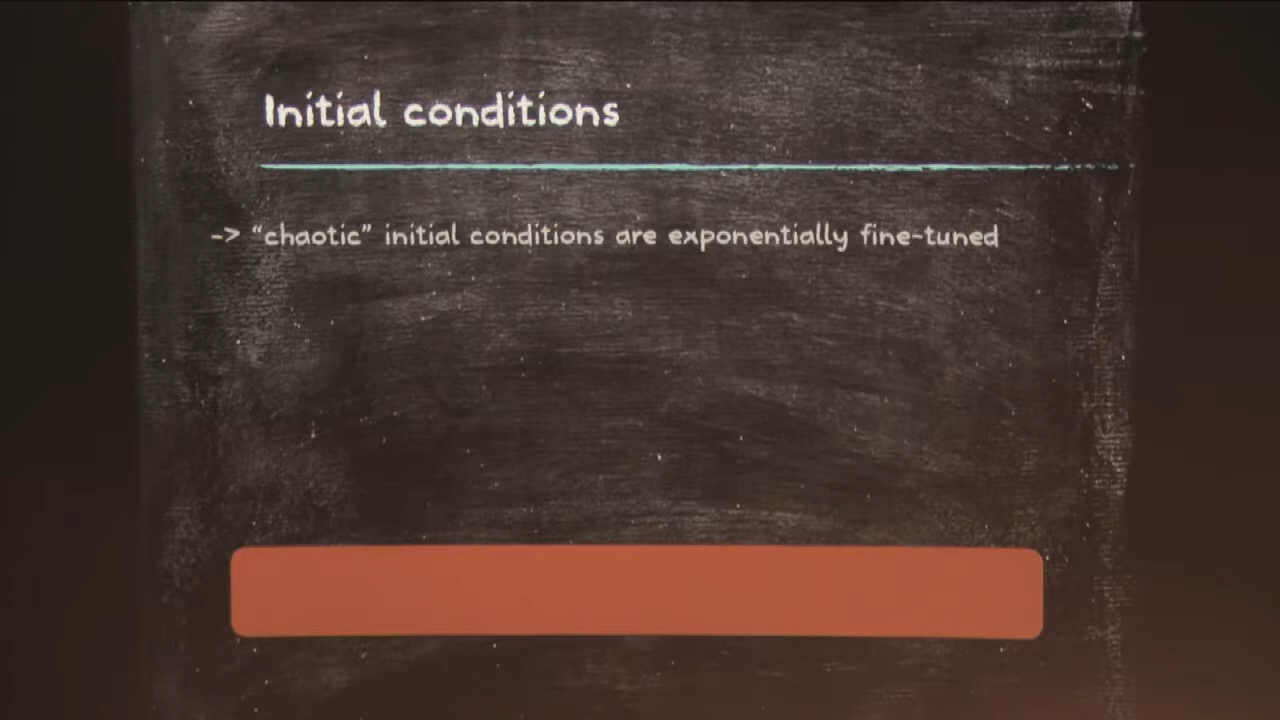 Initial conditions
-> “chaotic” initial conditions are exponentially fine-tuned